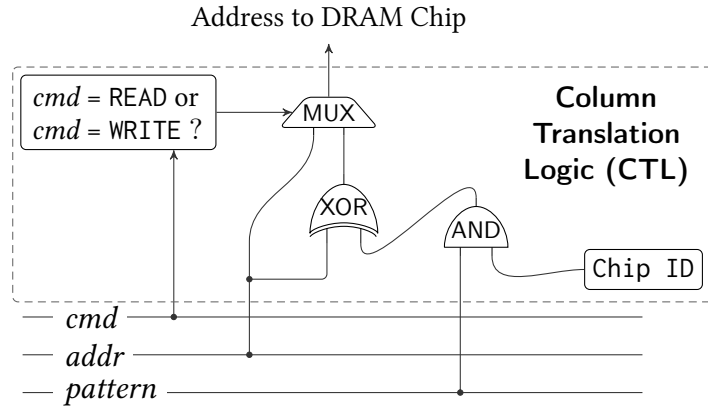 Address to DRAM Chip
cmd = READ or
cmd = WRITE ?
MUX
Column
Translation
Logic (CTL)
XOR
AND
Chip ID
cmd
addr
pattern